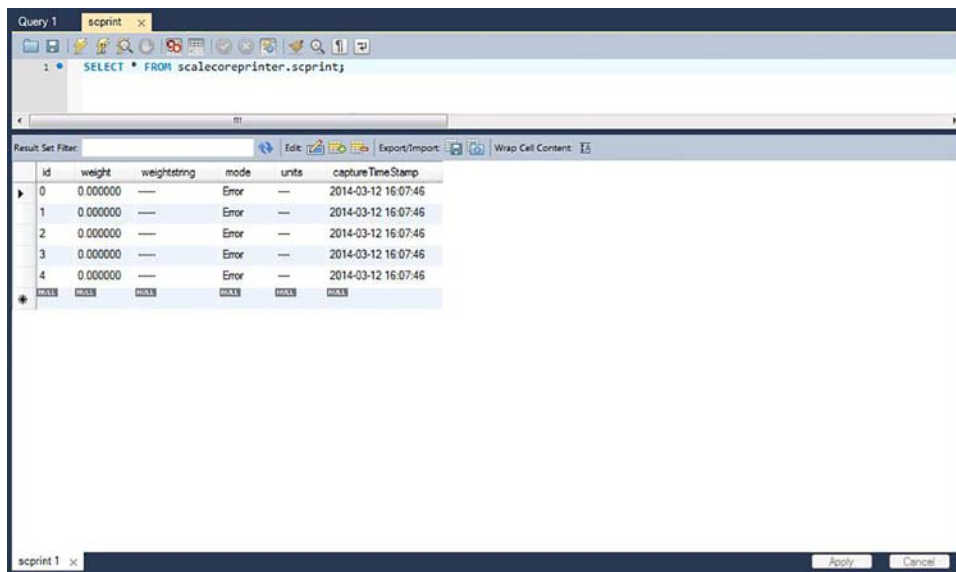 Query 1 scprint ×
1 SELECT * FROM scalecoreprinter.scprint;
Result Set Filter: Edit: Export/Import: Wrap Cell Content:
id weight weightstring mode units captureTimeStamp
0 0.000000 ------ Error ---- 2014-03-12 16:07:46
1 0.000000 ------ Error ---- 2014-03-12 16:07:46
2 0.000000 ------ Error ---- 2014-03-12 16:07:46
3 0.000000 ------ Error ---- 2014-03-12 16:07:46
4 0.000000 ------ Error ---- 2014-03-12 16:07:46
NULL NULL NULL NULL NULL NULL
scprint 1 × Apply Cancel